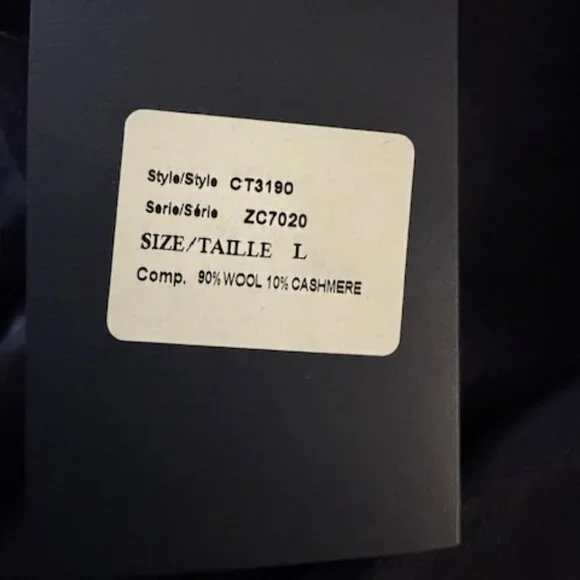 Style/Style CT3190
Serie/Série ZC7020
SIZE/TAILLE L
Comp. 90% WOOL 10% CASHMERE